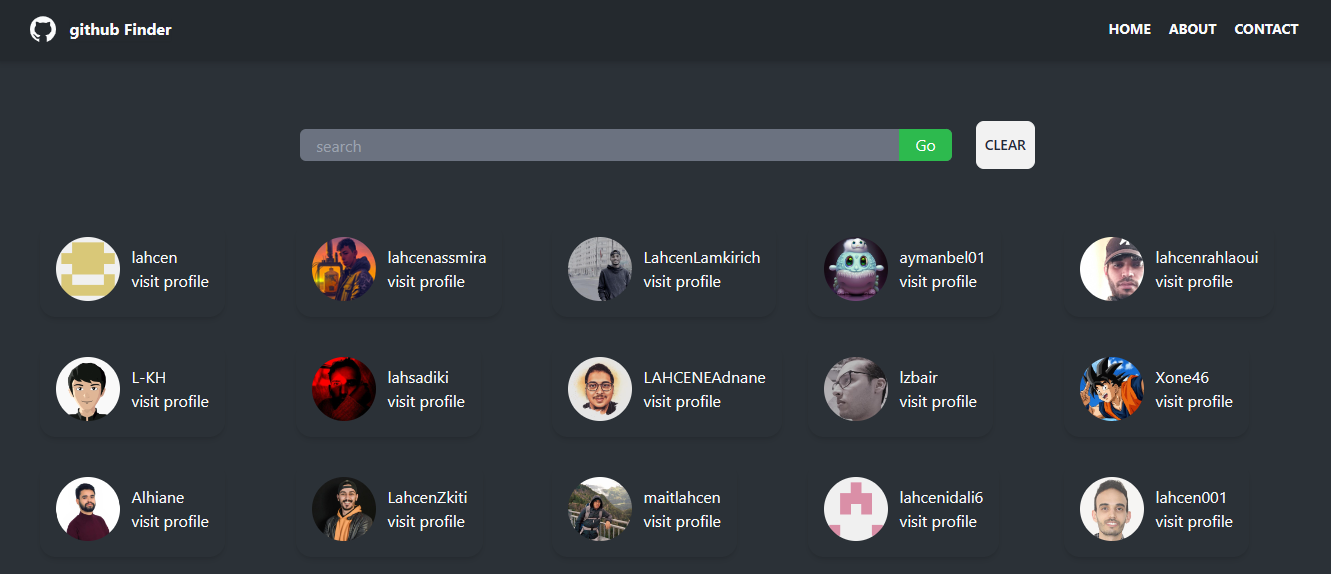 github Finder
HOME ABOUT CONTACT
search
Go
CLEAR
lahcen
visit profile
lahcenassmira
visit profile
LahcenLamkirich
visit profile
aymanbel01
visit profile
lahcenrahlaoui
visit profile
L-KH
visit profile
lahsadiki
visit profile
LAHCENEAdnane
visit profile
lzbair
visit profile
Xone46
visit profile
Alhiane
visit profile
LahcenZkiti
visit profile
maitlahcen
visit profile
lahcenidali6
visit profile
lahcen001
visit profile